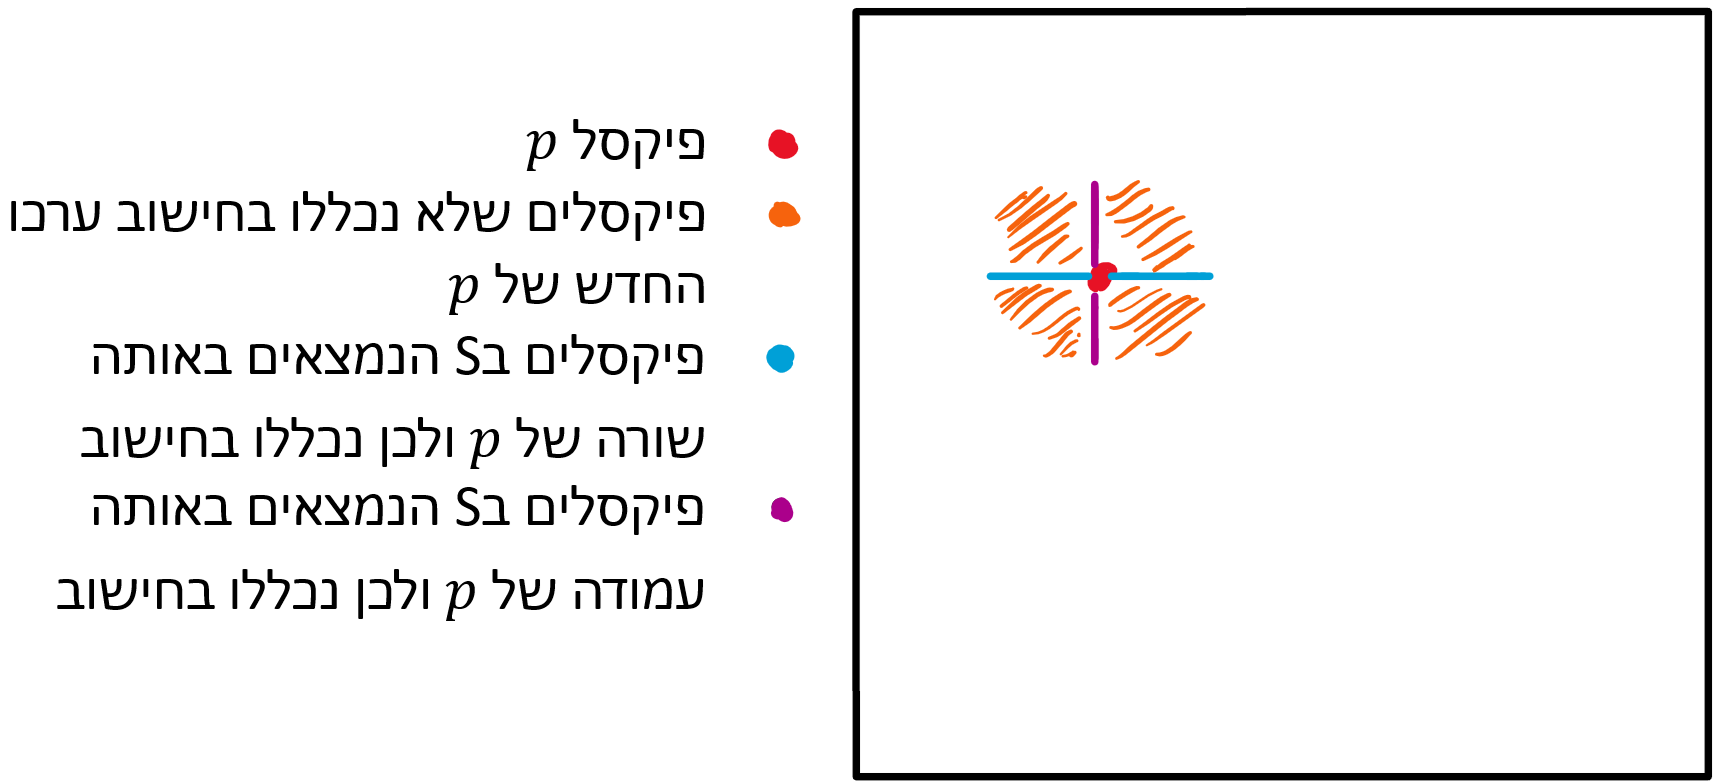 פיקסל p
פיקסלים שלא נכללו בחישוב ערכו
החדש של p
פיקסלים בS הנמצאים באותה
שורה של p ולכן נכללו בחישוב
פיקסלים בS הנמצאים באותה
עמודה של p ולכן נכללו בחישוב